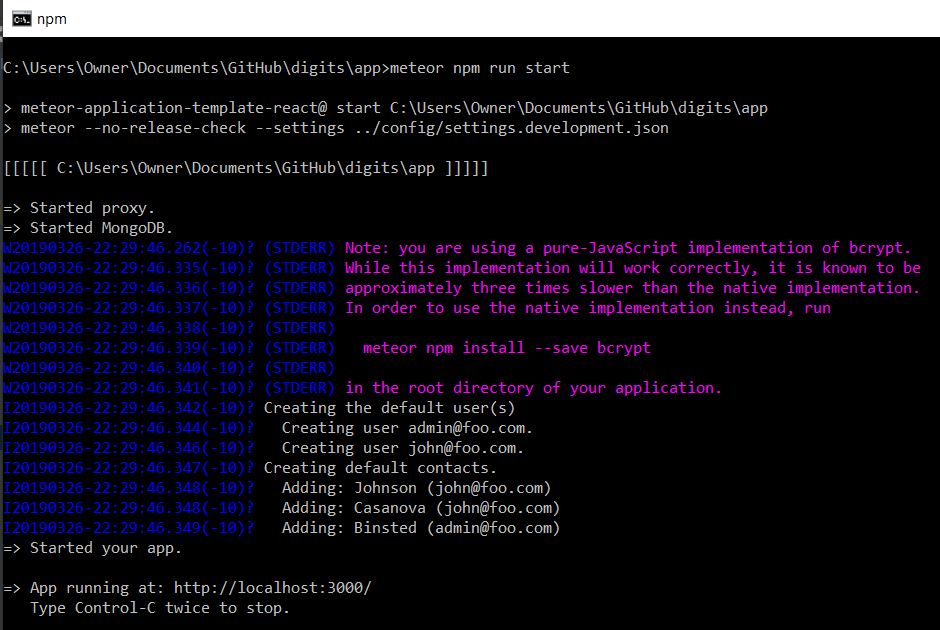 npm
C:\Users\Owner\Documents\GitHub\digits\app>meteor npm run start
> meteor-application-template-react@ start C:\Users\Owner\Documents\GitHub\digits\app
> meteor --no-release-check --settings ../config/settings.development.json
[[[[[ C:\Users\Owner\Documents\GitHub\digits\app ]]]]]
=> Started proxy.
=> Started MongoDB.
W20190326-22:29:46.262(-10)? (STDERR) Note: you are using a pure-JavaScript implementation of bcrypt.
W20190326-22:29:46.335(-10)? (STDERR) While this implementation will work correctly, it is known to be
W20190326-22:29:46.336(-10)? (STDERR) approximately three times slower than the native implementation.
W20190326-22:29:46.337(-10)? (STDERR) In order to use the native implementation instead, run
W20190326-22:29:46.338(-10)? (STDERR)
W20190326-22:29:46.339(-10)? (STDERR)   meteor npm install --save bcrypt
W20190326-22:29:46.340(-10)? (STDERR)
W20190326-22:29:46.341(-10)? (STDERR) in the root directory of your application.
I20190326-22:29:46.342(-10)? Creating the default user(s)
I20190326-22:29:46.344(-10)?   Creating user admin@foo.com.
I20190326-22:29:46.346(-10)?   Creating user john@foo.com.
I20190326-22:29:46.347(-10)? Creating default contacts.
I20190326-22:29:46.348(-10)?   Adding: Johnson (john@foo.com)
I20190326-22:29:46.348(-10)?   Adding: Casanova (john@foo.com)
I20190326-22:29:46.349(-10)?   Adding: Binsted (admin@foo.com)
=> Started your app.
=> App running at: http://localhost:3000/
   Type Control-C twice to stop.